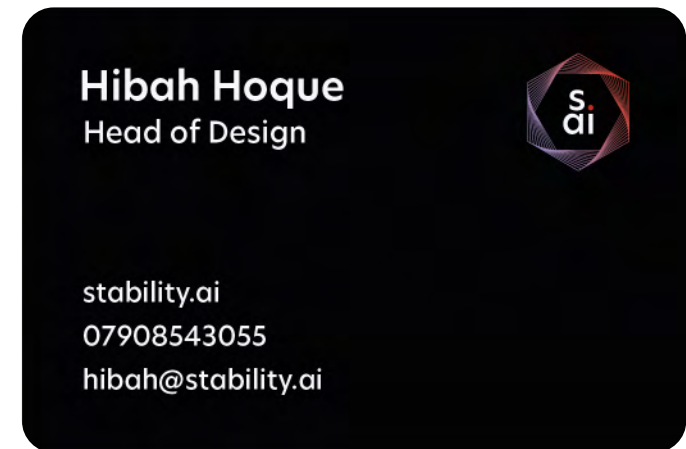 Hibah Hoque
Head of Design
s.
ai
stability.ai
07908543055
hibah@stability.ai